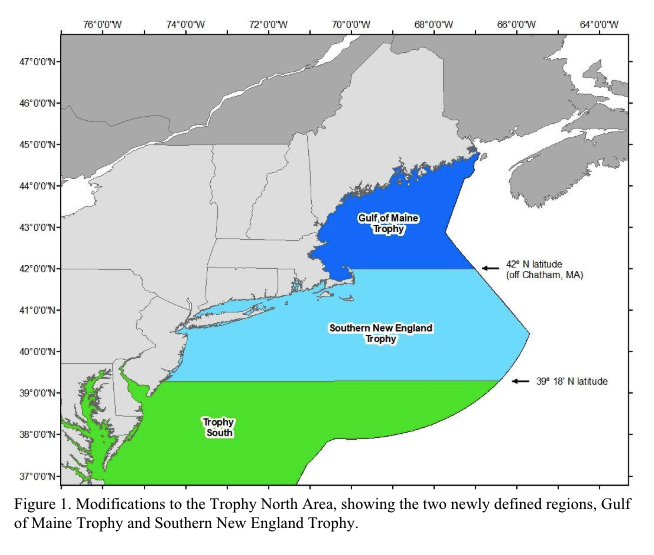 76°0'0"W 74°0'0"W 72°0'0"W 70°0'0"W 68°0'0"W 66°0'0"W 64°0'0"W
47°0'0"N
46°0'0"N
45°0'0"N
44°0'0"N
Gulf of Maine
Trophy
43°0'0"N
42º N latitude
(off Chatham, MA)
42°0'0"N
41°0'0"N
Southern New England
Trophy
40°0'0"N
39º 18' N latitude
39°0'0"N
Trophy
South
38°0'0"N
37°0'0"N
Figure 1. Modifications to the Trophy North Area, showing the two newly defined regions, Gulf
of Maine Trophy and Southern New England Trophy.